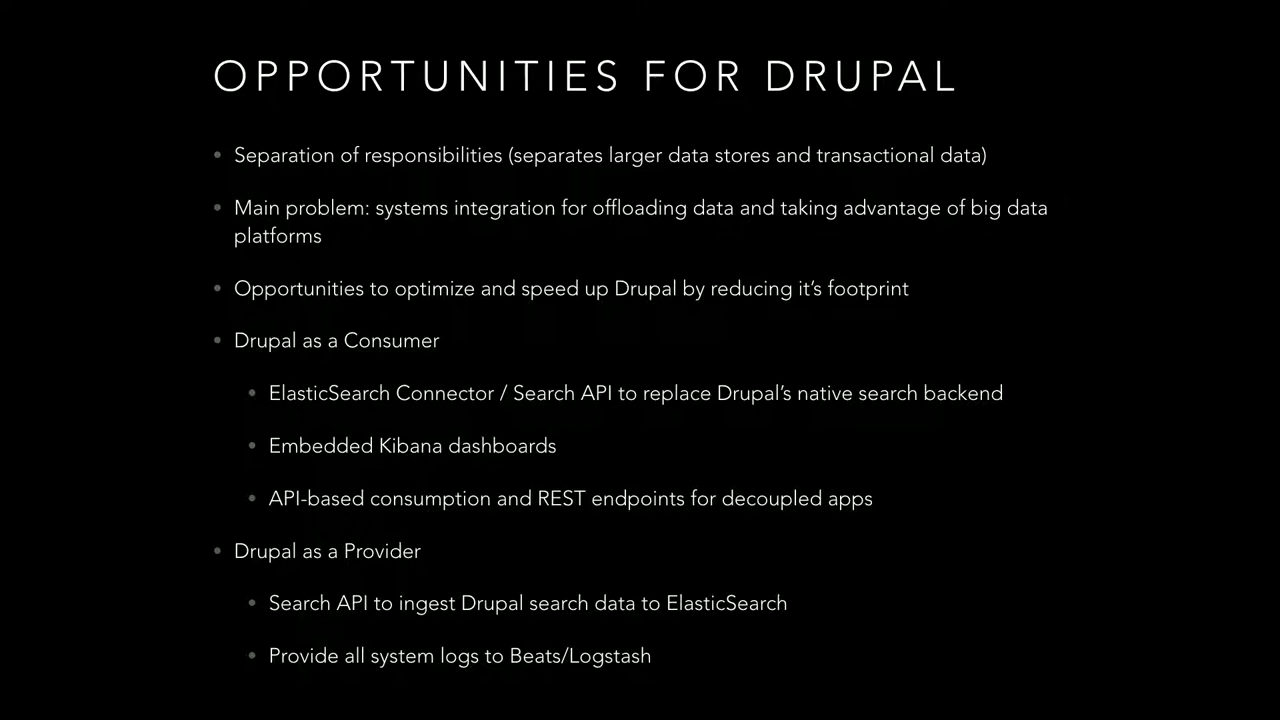 OPPORTUNITIES FOR DRUPAL
• Separation of responsibilities (separates larger data stores and transactional data)
• Main problem: systems integration for offloading data and taking advantage of big data
platforms
• Opportunities to optimize and speed up Drupal by reducing it’s footprint
• Drupal as a Consumer
• ElasticSearch Connector / Search API to replace Drupal’s native search backend
• Embedded Kibana dashboards
• API-based consumption and REST endpoints for decoupled apps
• Drupal as a Provider
• Search API to ingest Drupal search data to ElasticSearch
• Provide all system logs to Beats/Logstash